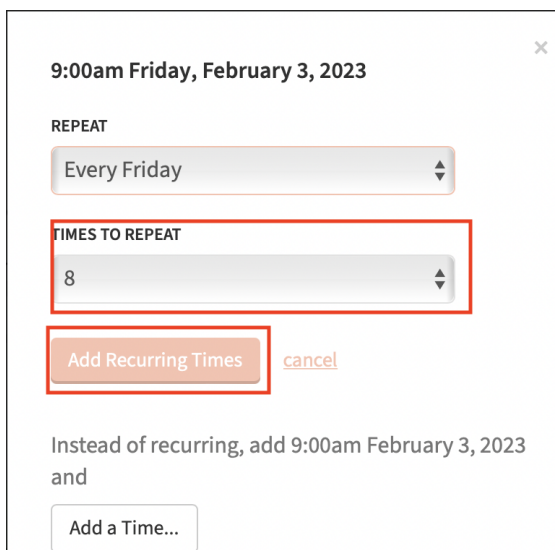 ×
9:00am Friday, February 3, 2023
REPEAT
Every Friday
TIMES TO REPEAT
8
Add Recurring Times cancel
Instead of recurring, add 9:00am February 3, 2023
and
Add a Time...